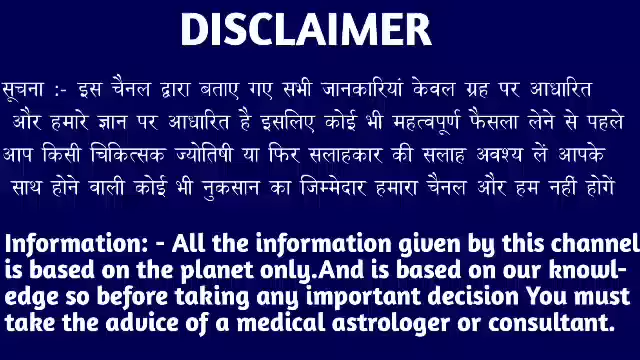 DISCLAIMER
सूचना :- इस चैनल द्वारा बताए गए सभी जानकारियां केवल ग्रह पर आधारित
और हमारे ज्ञान पर आधारित है इसलिए कोई भी महत्वपूर्ण फैसला लेने से पहले
आप किसी चिकित्सक ज्योतिषी या फिर सलाहकार की सलाह अवश्य लें आपके
साथ होने वाली कोई भी नुकसान का जिम्मेदार हमारा चैनल और हम नहीं होगें
Information: - All the information given by this channel
is based on the planet only.And is based on our knowl-
edge so before taking any important decision You must
take the advice of a medical astrologer or consultant.